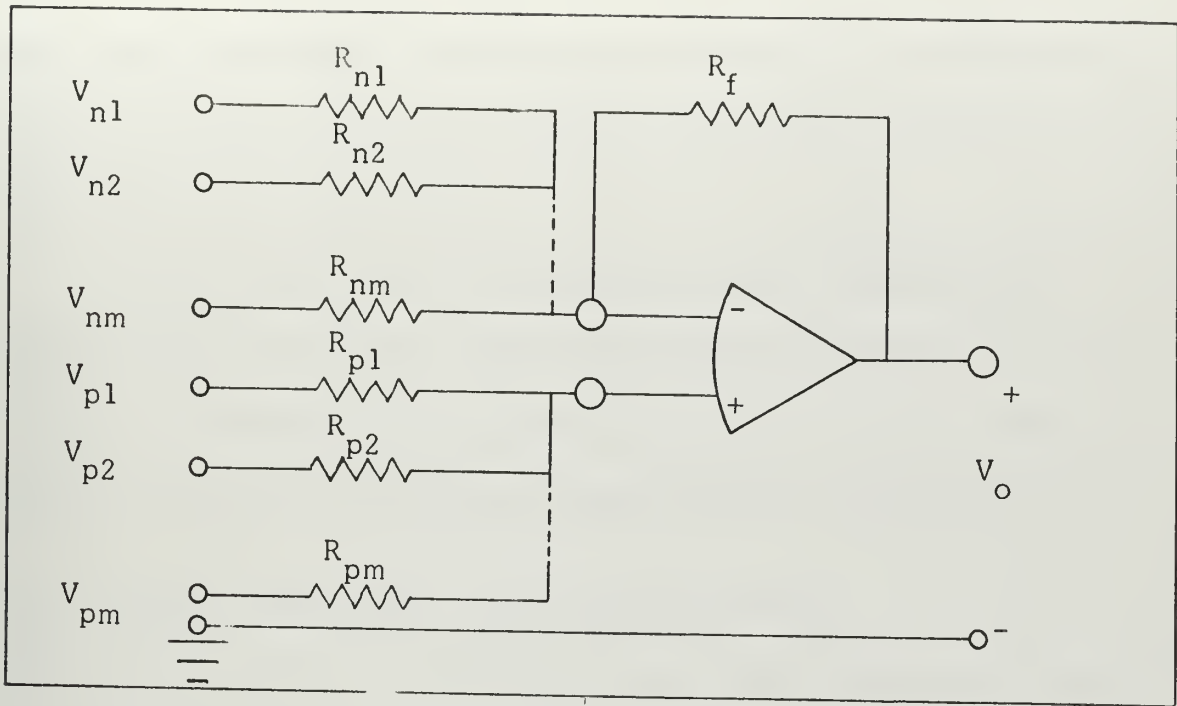 R_n1
R_f
V_n1
R_n2
V_n2
R_nm
V_nm
-
R_p1
V_p1
+
+
R_p2
V_p2
V_o
R_pm
V_pm
-